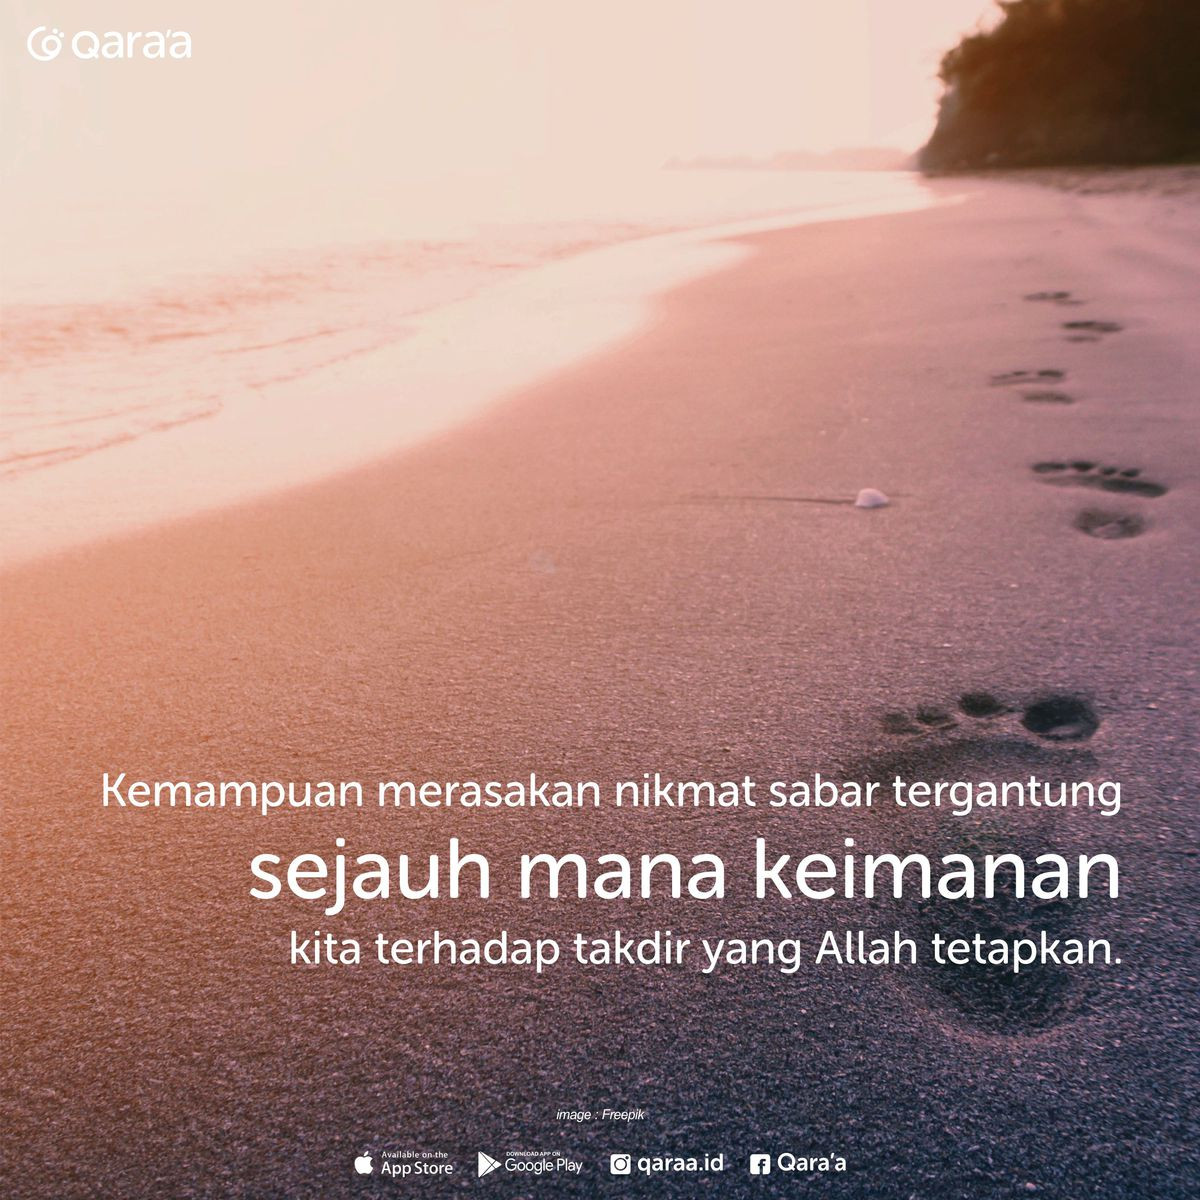 Qara'a
Kemampuan merasakan nikmat sabar tergantung
sejauh mana keimanan
kita terhadap takdir yang Allah tetapkan.
image : Freepik
Available on the
App Store
DOWNLOAD APP ON
Google Play
qaraa.id
Qara'a